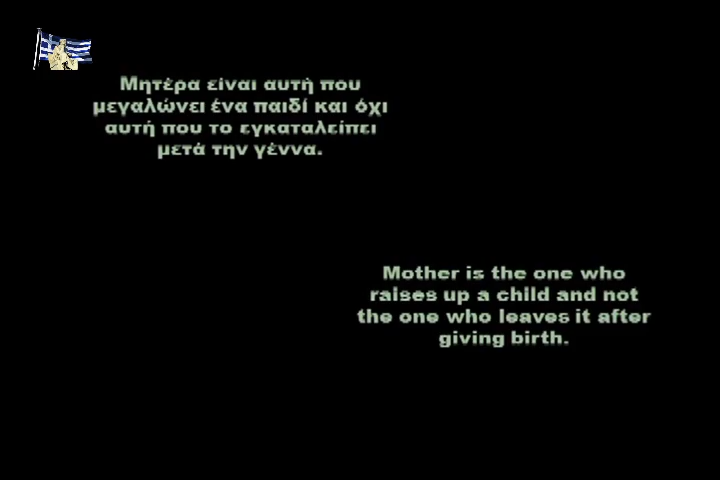 Μητέρα είναι αυτή που
μεγαλώνει ένα παιδί και όχι
αυτή που το εγκαταλείπει
μετά την γέννα.
Mother is the one who
raises up a child and not
the one who leaves it after
giving birth.